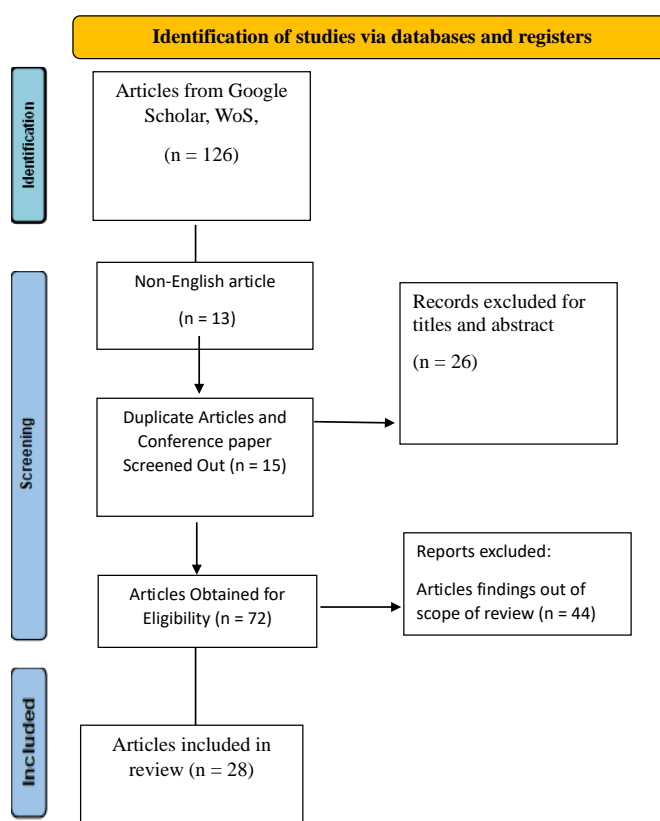 Identification of studies via databases and registers
Identification
Articles from Google
Scholar, WoS,
(n = 126)
Screening
Non-English article
(n = 13)
Records excluded for
titles and abstract
(n = 26)
Duplicate Articles and
Conference paper
Screened Out (n = 15)
Articles Obtained for
Eligibility (n = 72)
Reports excluded:
Articles findings out of
scope of review (n = 44)
Included
Articles included in
review (n = 28)